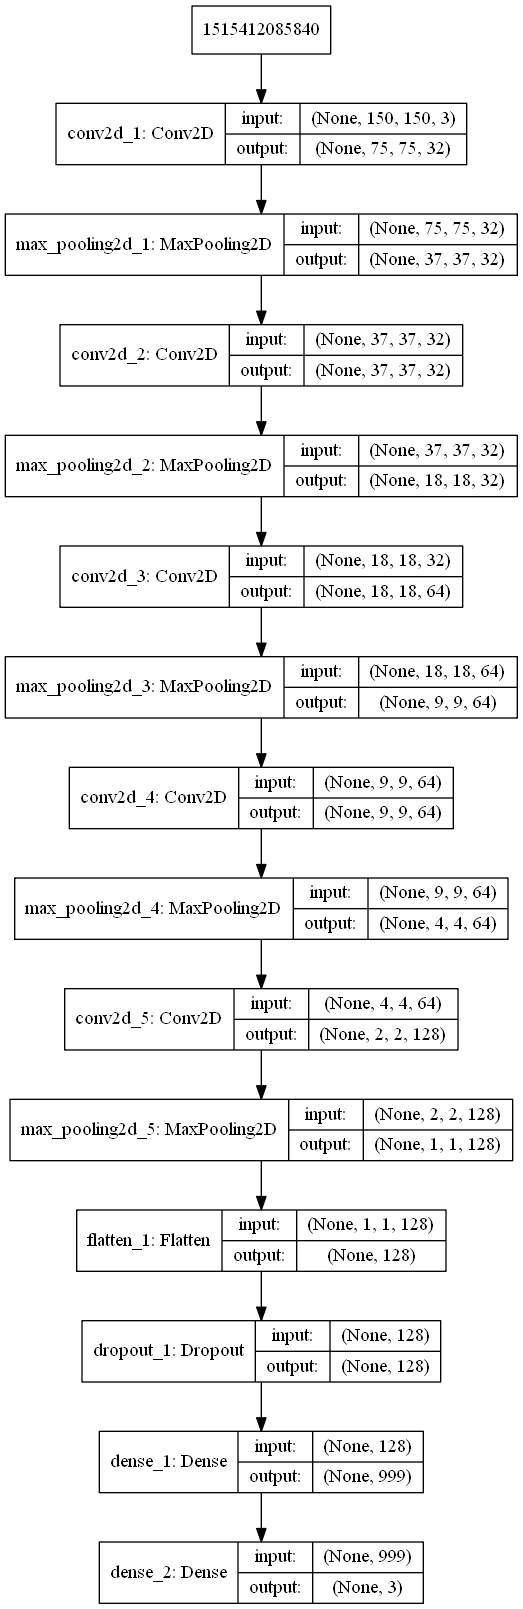 1515412085840
conv2d_1: Conv2D
input: (None, 150, 150, 3)
output: (None, 75, 75, 32)
max_pooling2d_1: MaxPooling2D
input: (None, 75, 75, 32)
output: (None, 37, 37, 32)
conv2d_2: Conv2D
input: (None, 37, 37, 32)
output: (None, 37, 37, 32)
max_pooling2d_2: MaxPooling2D
input: (None, 37, 37, 32)
output: (None, 18, 18, 32)
conv2d_3: Conv2D
input: (None, 18, 18, 32)
output: (None, 18, 18, 64)
max_pooling2d_3: MaxPooling2D
input: (None, 18, 18, 64)
output: (None, 9, 9, 64)
conv2d_4: Conv2D
input: (None, 9, 9, 64)
output: (None, 9, 9, 64)
max_pooling2d_4: MaxPooling2D
input: (None, 9, 9, 64)
output: (None, 4, 4, 64)
conv2d_5: Conv2D
input: (None, 4, 4, 64)
output: (None, 2, 2, 128)
max_pooling2d_5: MaxPooling2D
input: (None, 2, 2, 128)
output: (None, 1, 1, 128)
flatten_1: Flatten
input: (None, 1, 1, 128)
output: (None, 128)
dropout_1: Dropout
input: (None, 128)
output: (None, 128)
dense_1: Dense
input: (None, 128)
output: (None, 999)
dense_2: Dense
input: (None, 999)
output: (None, 3)